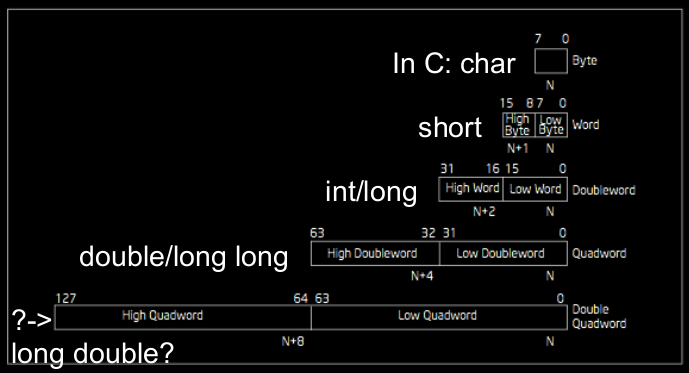 7 0
In C: char Byte
N
15 8 7 0
short High Byte Low Byte Word
N+1 N
31 16 15 0
int/long High Word Low Word Doubleword
N+2 N
63 32 31 0
double/long long High Doubleword Low Doubleword Quadword
N+4 N
127 64 63 0
?-> High Quadword Low Quadword Double Quadword
N+8 N
long double?